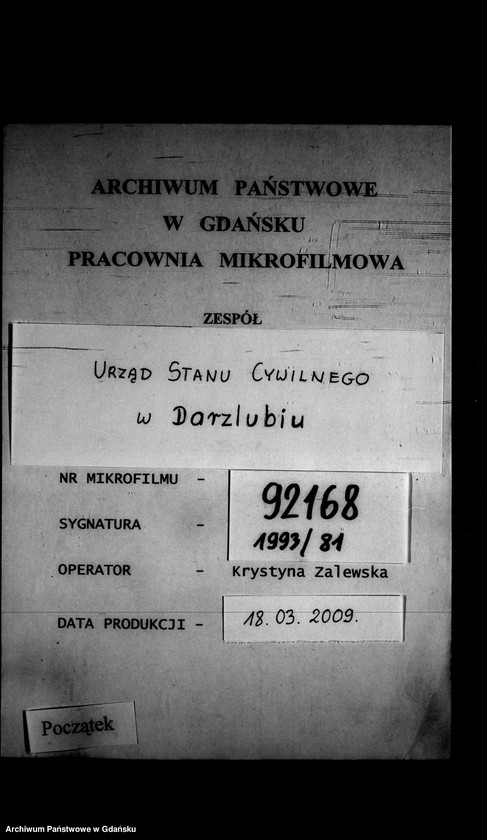 ARCHIWUM PAŃSTWOWE
W GDAŃSKU
PRACOWNIA MIKROFILMOWA
ZESPÓŁ
URZĄD STANU CYWILNEGO
w Darzlubiu
NR MIKROFILMU - 92168
SYGNATURA - 1993/81
OPERATOR - Krystyna Zalewska
DATA PRODUKCJI - 18.03.2009.
Początek
Archiwum Państwowe w Gdańsku